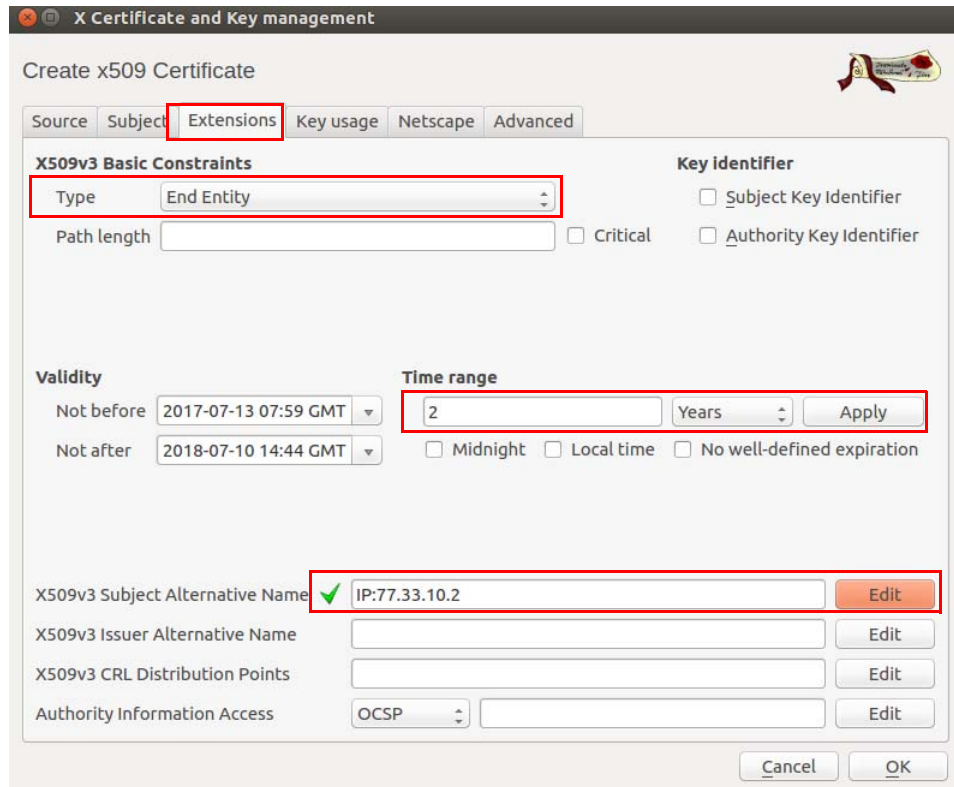 X Certificate and Key management
Create x509 Certificate
Source Subject Extensions Key usage Netscape Advanced
X509v3 Basic Constraints
Key identifier
Type End Entity
Subject Key Identifier
Path length
Critical
Authority Key Identifier
Validity
Time range
Not before 2017-07-13 07:59 GMT
2 Years Apply
Not after 2018-07-10 14:44 GMT
Midnight Local time No well-defined expiration
X509v3 Subject Alternative Name IP:77.33.10.2 Edit
X509v3 Issuer Alternative Name Edit
X509v3 CRL Distribution Points Edit
Authority Information Access OCSP Edit
Cancel OK